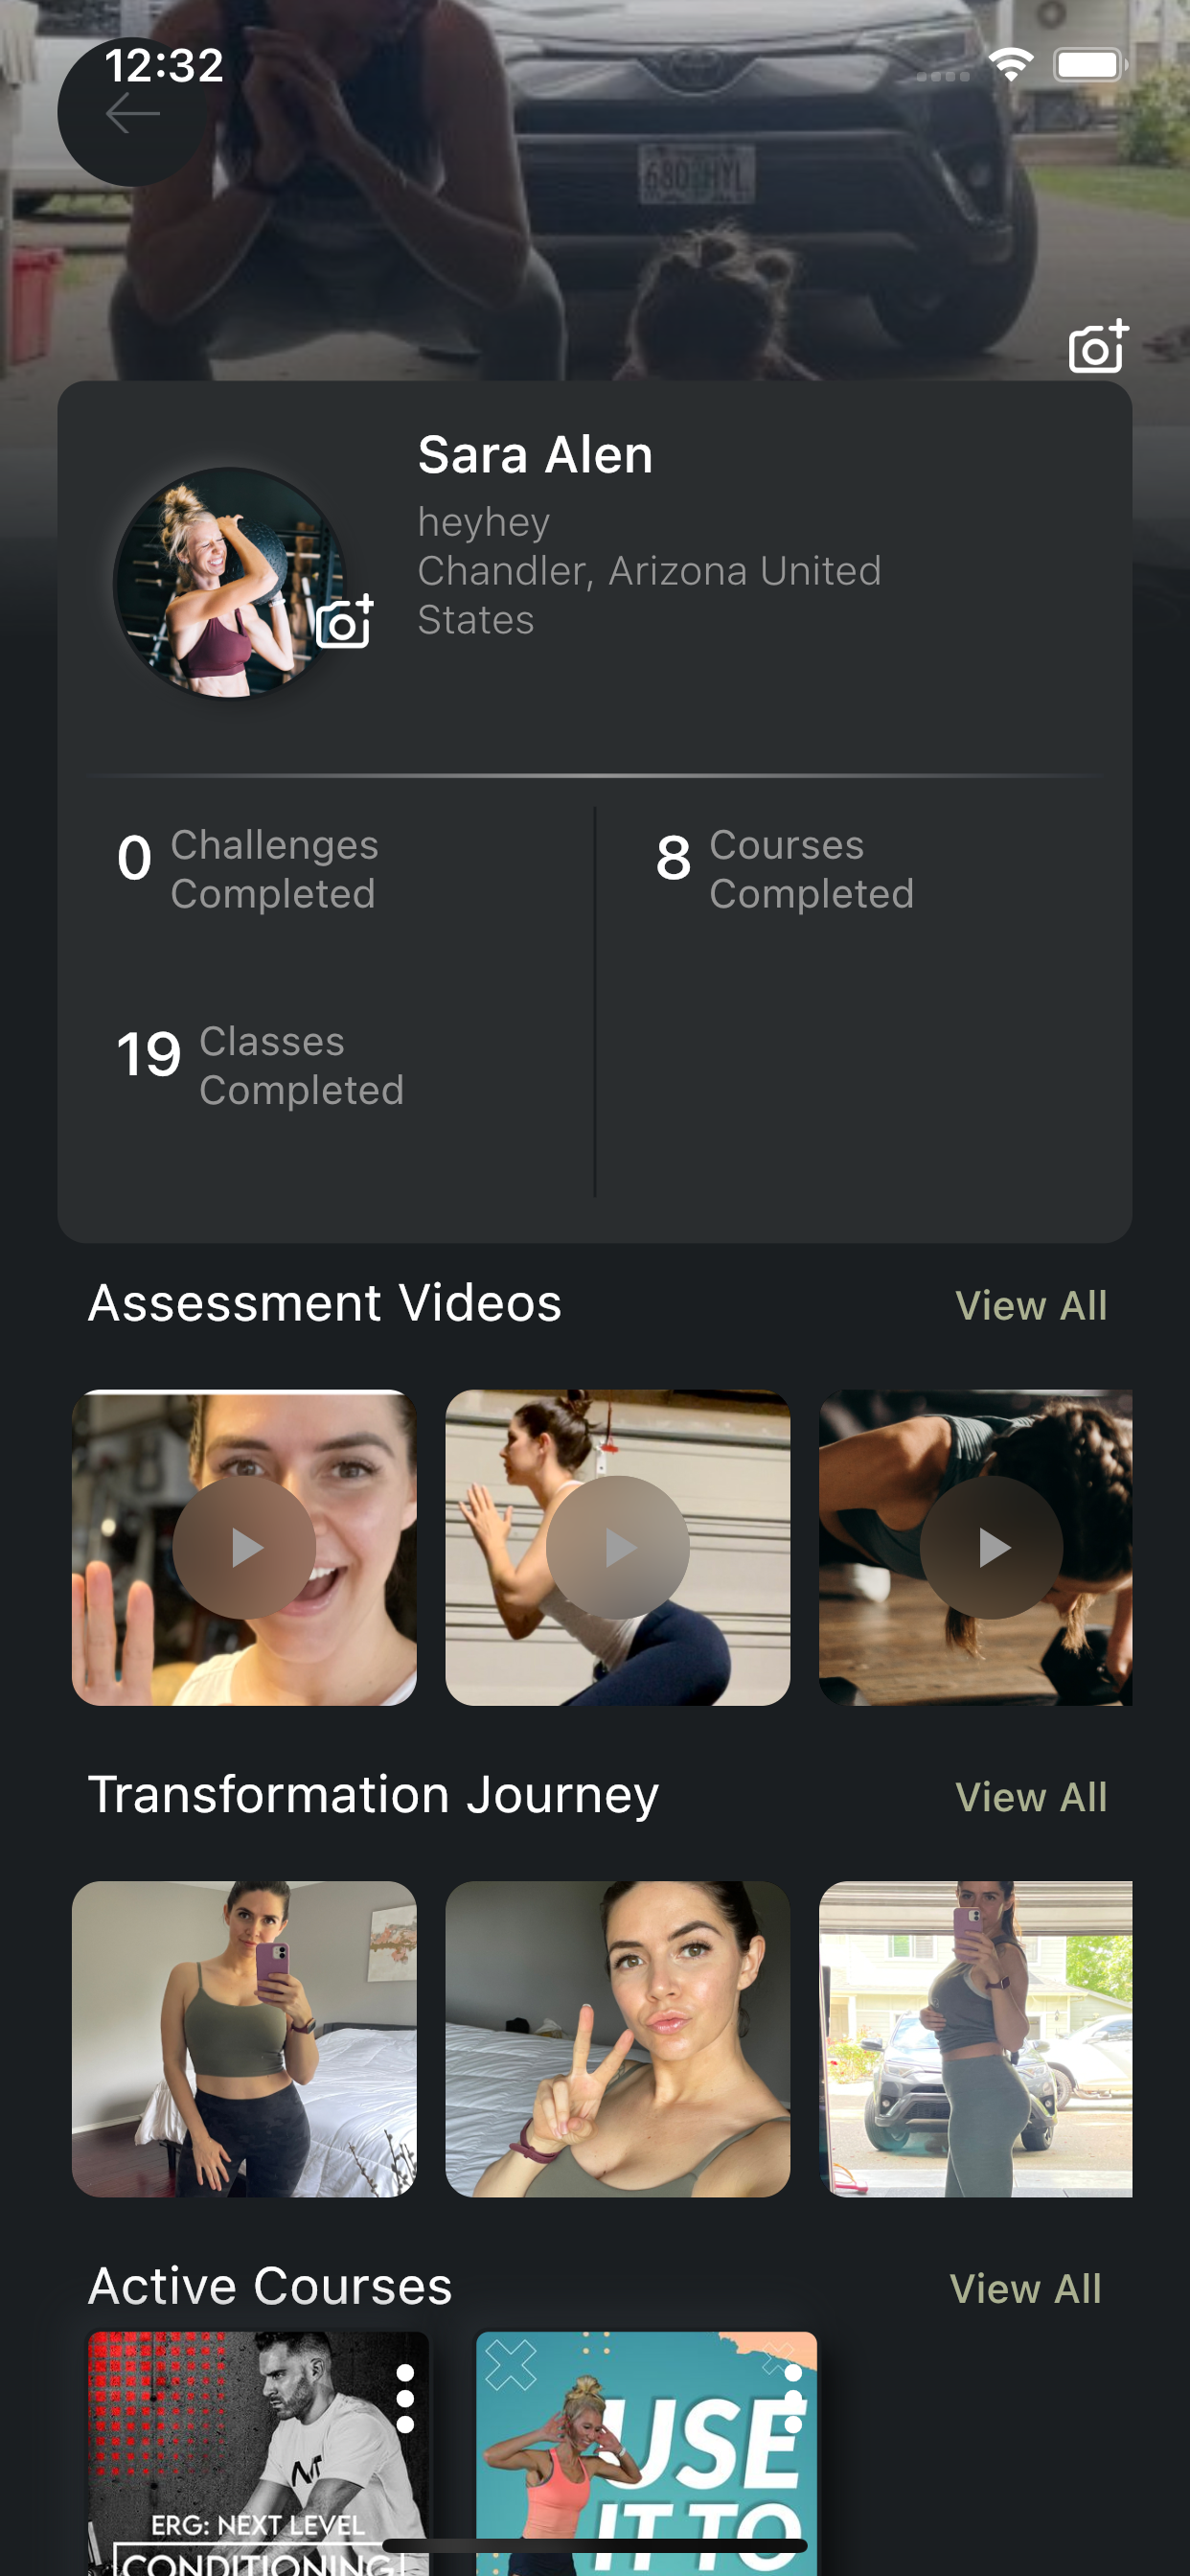 12:32
Sara Alen
heyhey
Chandler, Arizona United
States
0 Challenges
Completed
8 Courses
Completed
19 Classes
Completed
Assessment Videos
View All
Transformation Journey
View All
Active Courses
View All
ERG: NEXT LEVEL
CONDITIONING
USE
IT TO